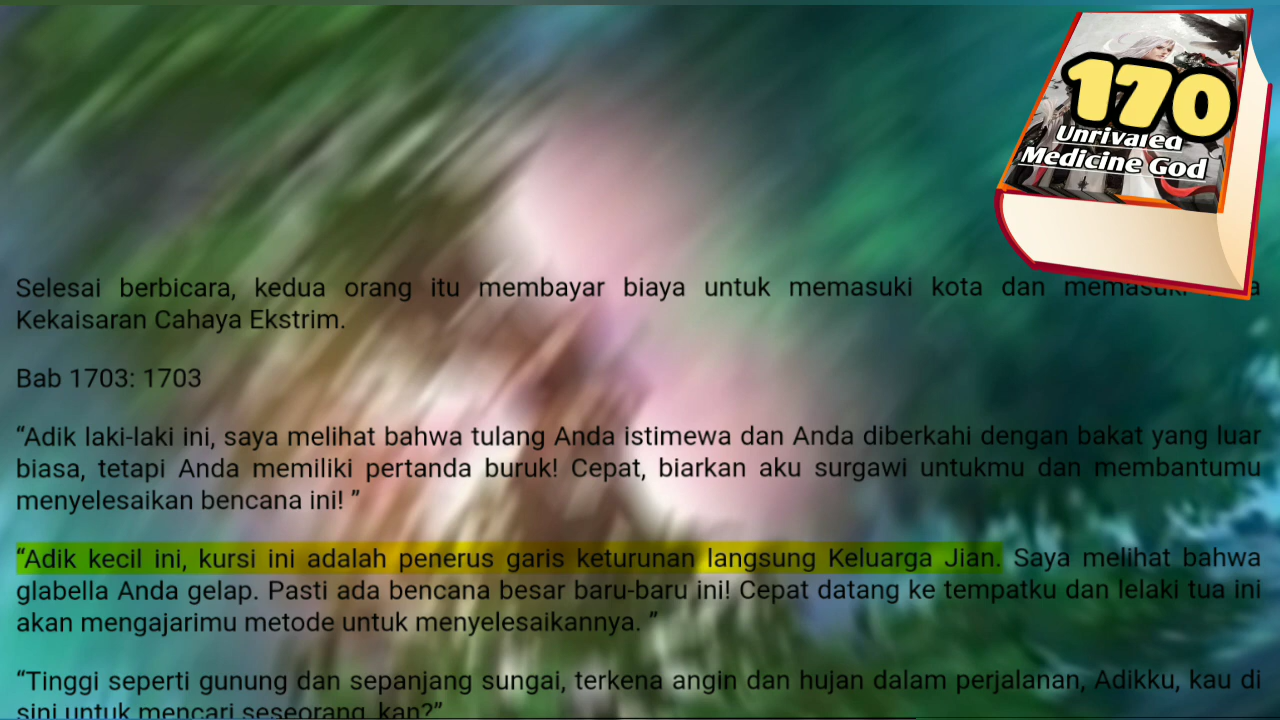 170
Unrivaled
Medicine God
Selesai berbicara, kedua orang itu membayar biaya untuk memasuki kota dan memasuki
Kekaisaran Cahaya Ekstrim.
Bab 1703: 1703
“Adik laki-laki ini, saya melihat bahwa tulang Anda istimewa dan Anda diberkahi dengan bakat yang luar
biasa, tetapi Anda memiliki pertanda buruk! Cepat, biarkan aku surgawi untukmu dan membantumu
menyelesaikan bencana ini! ”
“Adik kecil ini, kursi ini adalah penerus garis keturunan langsung Keluarga Jian. Saya melihat bahwa
glabella Anda gelap. Pasti ada bencana besar baru-baru ini! Cepat datang ke tempatku dan lelaki tua ini
akan mengajarimu metode untuk menyelesaikannya. ”
“Tinggi seperti gunung dan sepanjang sungai, terkena angin dan hujan dalam perjalanan, Adikku, kau di
sini untuk mencari seseorang, kan?”